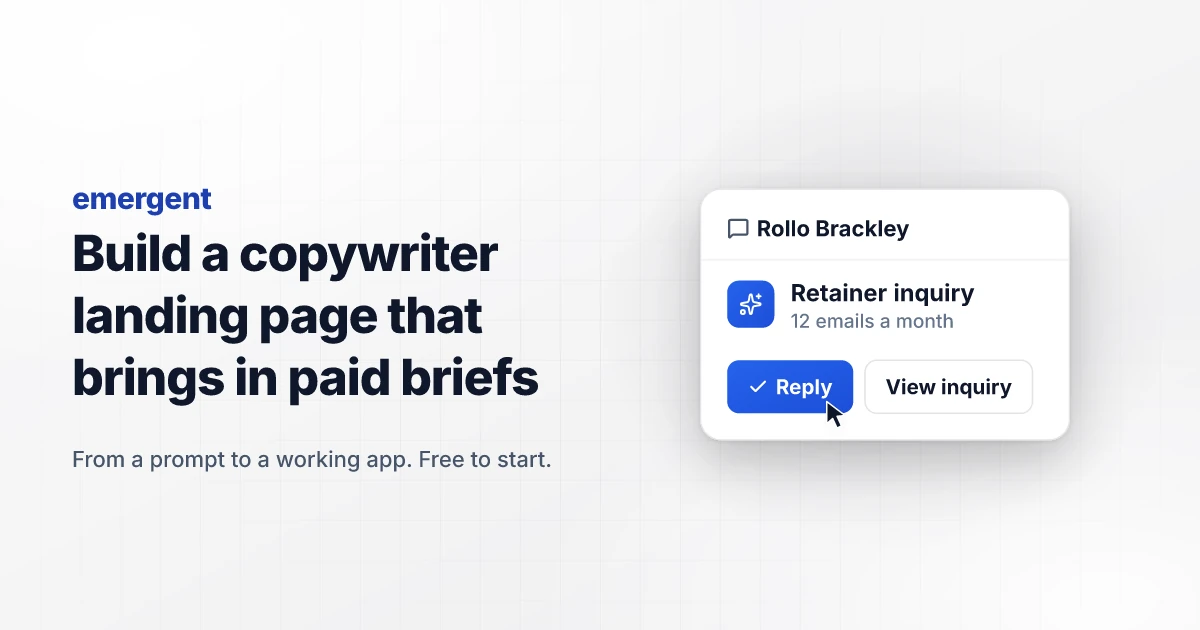 emergent
Build a copywriter
landing page that
brings in paid briefs
From a prompt to a working app. Free to start.
Rollo Brackley
Retainer inquiry
12 emails a month
Reply
View inquiry